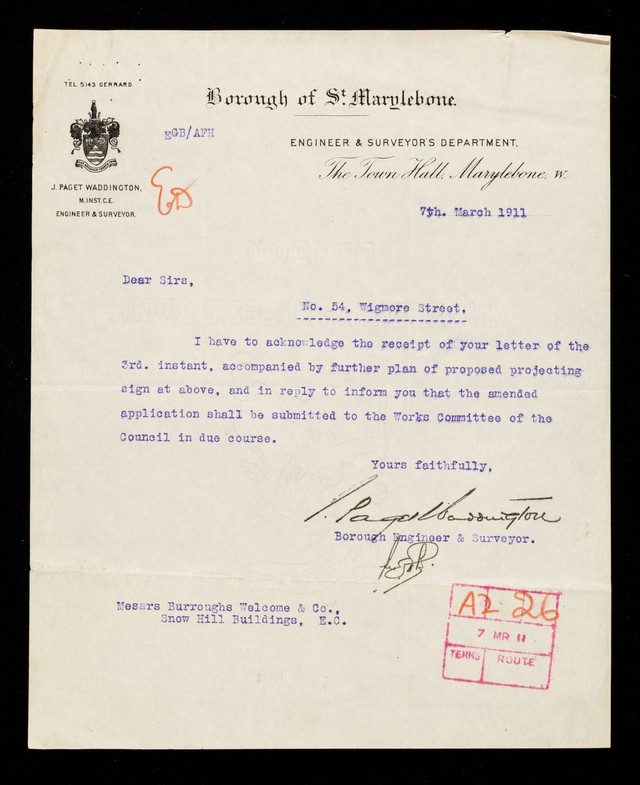 TEL. 5143 GERRARD.
Borough of St. Marylebone.
EGB/AFH
ENGINEER & SURVEYOR'S DEPARTMENT,
The Town Hall, Marylebone, W.
J. PAGET WADDINGTON,
M.INST.C.E.
ENGINEER & SURVEYOR.
7th. March 1911
Dear Sirs,
No. 54, Wigmore Street.
I have to acknowledge the receipt of your letter of the
3rd. instant, accompanied by further plan of proposed projecting
sign at above, and in reply to inform you that the amended
application shall be submitted to the Works Committee of the
Council in due course.
Yours faithfully,
J. Paget Waddington
Borough Engineer & Surveyor.
Messrs Burroughs Welcome & Co.,
Snow Hill Buildings, E.C.
AZ 26
7 MR 11
TERMS ROUTE